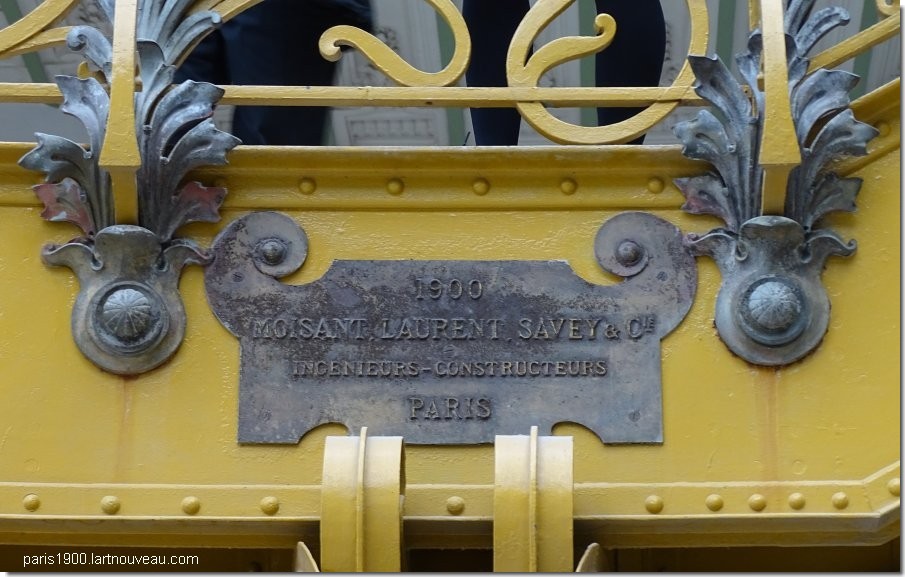 1900
MOISANT, LAURENT, SAVEY & CIE
INGENIEURS-CONSTRUCTEURS
PARIS
paris1900.lartnouveau.com